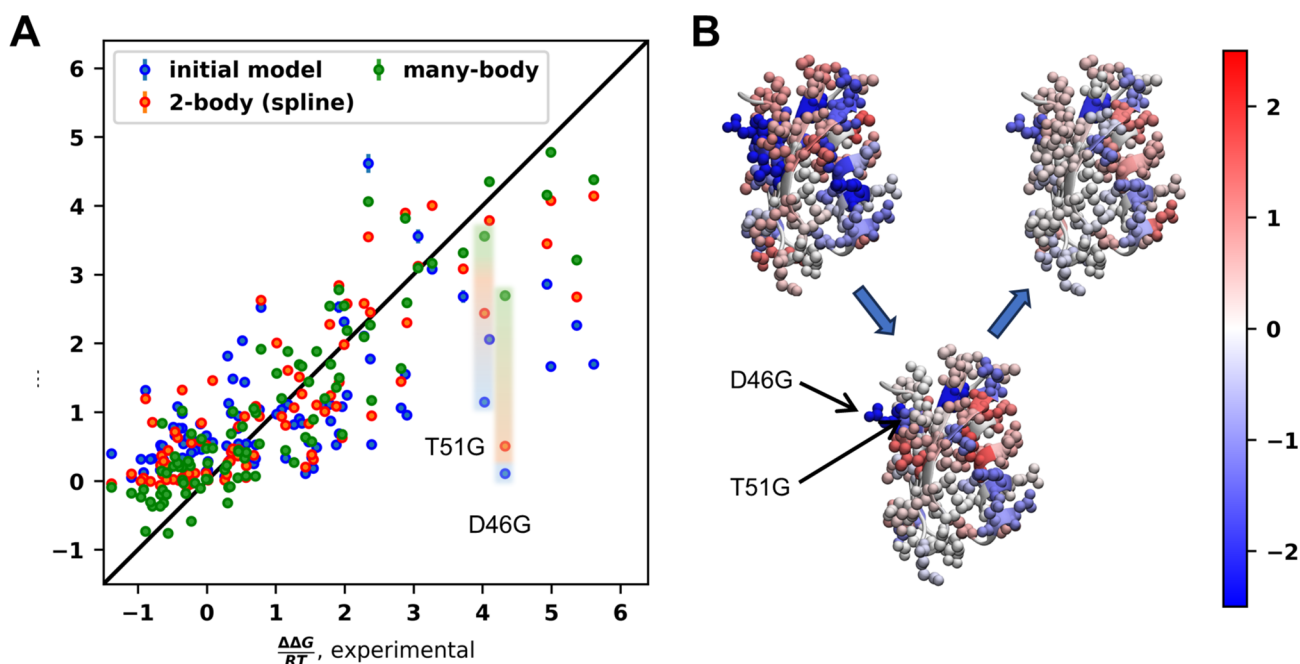 A
B
initial model
many-body
2-body (spline)
6
5
4
3
2
1
0
−1
...
T51G
D46G
−1
0
1
2
3
4
5
6
ΔΔG/RT, experimental
D46G
T51G
2
1
0
−1
−2